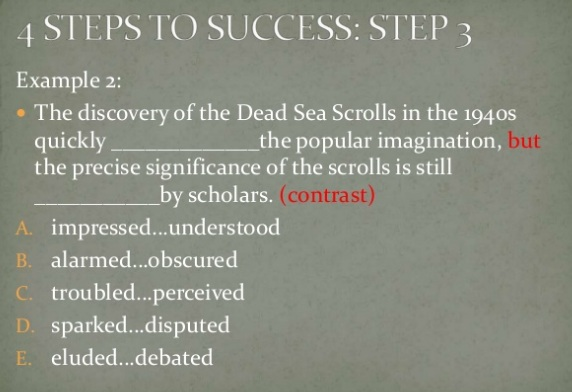 4 STEPS TO SUCCESS: STEP 3
Example 2:
• The discovery of the Dead Sea Scrolls in the 1940s
quickly ______________the popular imagination, but
the precise significance of the scrolls is still
____________by scholars. (contrast)
A. impressed...understood
B. alarmed...obscured
C. troubled...perceived
D. sparked...disputed
E. eluded...debated